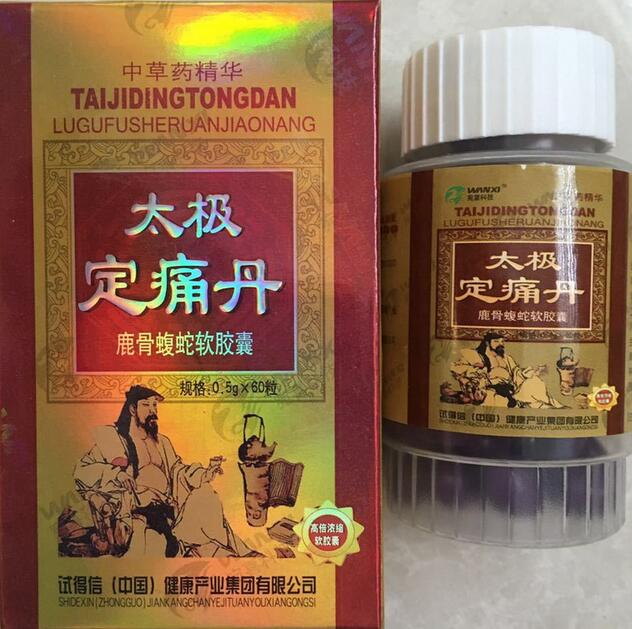 中草药精华
TAIJIDINGTONGDAN
LUGUFUSHERUANJIAONANG
太极
定痛丹
鹿骨蝮蛇软胶囊
规格:0.5g×60粒
高倍浓缩
软胶囊
试得信（中国）健康产业集团有限公司
SHIDEXIN(ZHONGGUO)JIANKANGCHANYEJITUANYOUXIANGONGSI
WANXI
宛嘉科技
中草药精华
TAIJIDINGTONGDAN
LUGUFUSHERUANJIAONANG
太极
定痛丹
鹿骨蝮蛇软胶囊
试得信（中国）健康产业集团有限公司